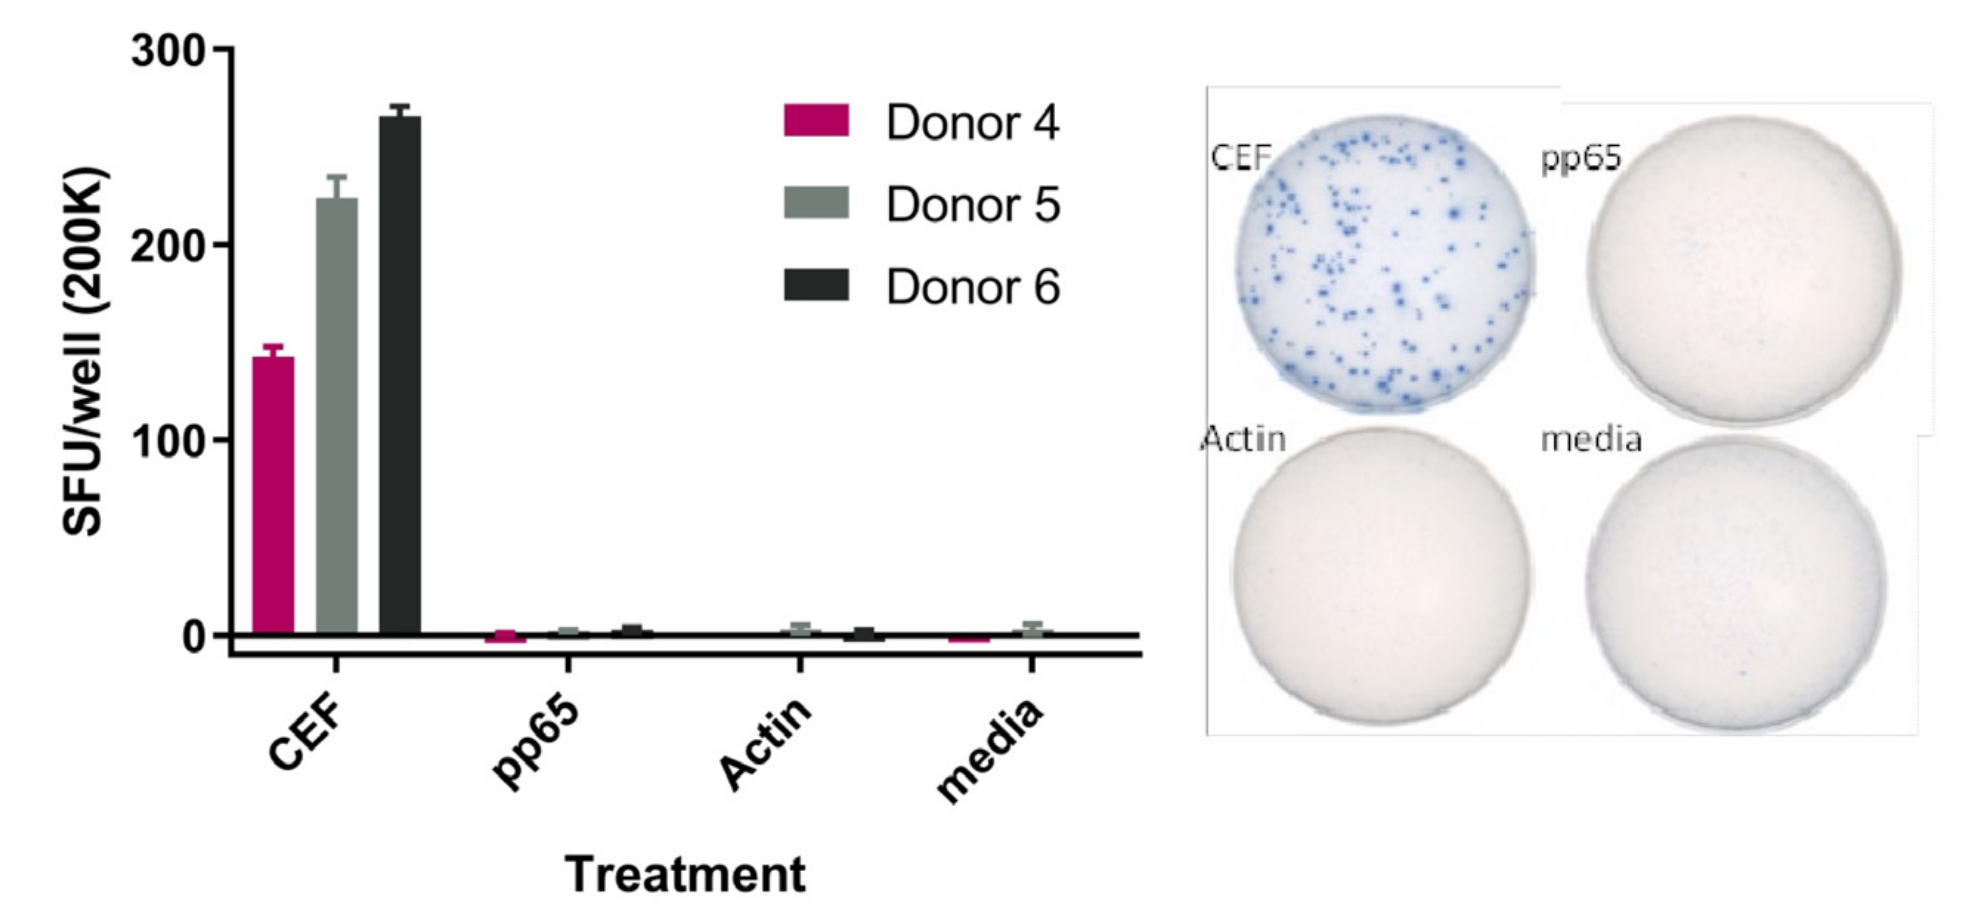 300
200
100
0
SFU/well (200K)
Donor 4
Donor 5
Donor 6
CEF
pp65
Actin
media
Treatment
CEF
pp65
Actin
media